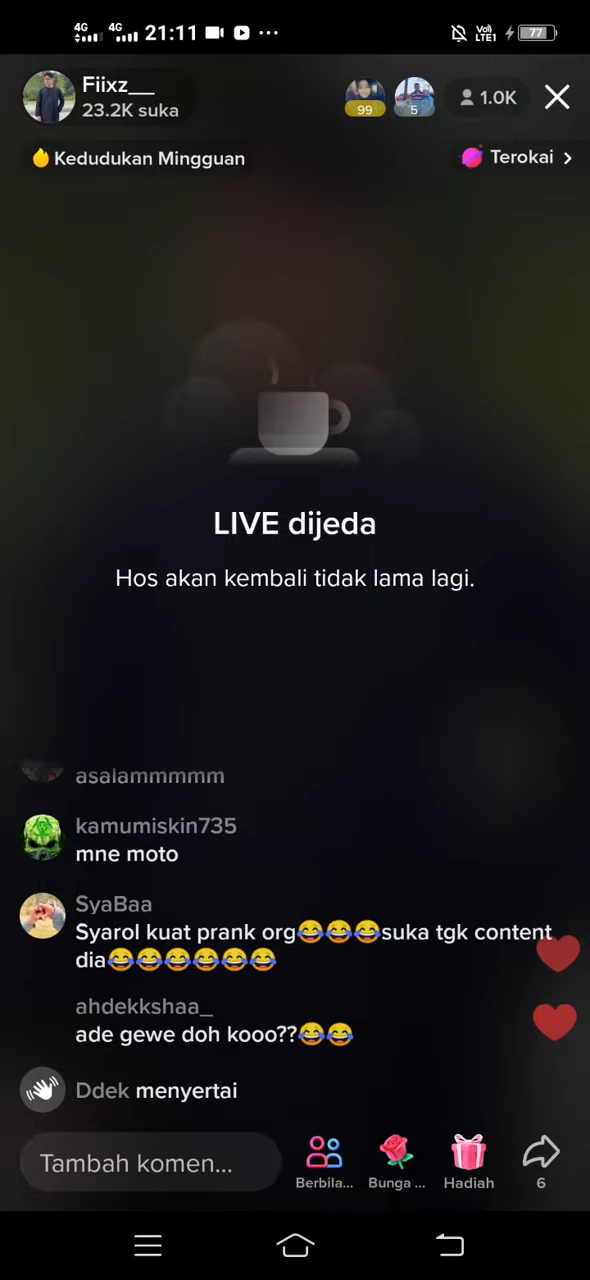 4G 4G 21:11 VoLTE1 77
Fiixz__
23.2K suka
99
5
1.0K
Kedudukan Mingguan
Terokai
LIVE dijeda
Hos akan kembali tidak lama lagi.
asalammmmm
kamumiskin735
mne moto
SyaBaa
Syarol kuat prank org😂😂😂suka tgk content
dia😂😂😂😂😂😂
ahdekkshaa_
ade gewe doh kooo??😂😂
Ddek menyertai
Tambah komen...
Berbila...
Bunga ...
Hadiah
6